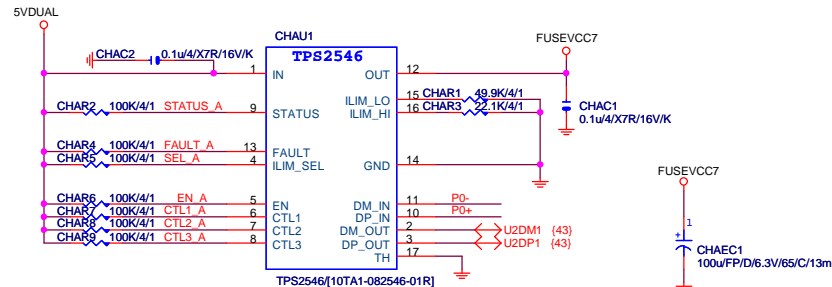 5VDUAL
CHAU1
TPS2546
FUSEVCC7
CHAC2 0.1u/4/X7R/16V/K
1 IN OUT 12
15 CHAR1 49.9K/4/1
ILIM_LO
CHAR2 100K/4/1 STATUS_A 9 STATUS ILIM_HI 16 CHAR3 22.1K/4/1
CHAC1
0.1u/4/X7R/16V/K
CHAR4 100K/4/1 FAULT_A 13 FAULT
CHAR5 100K/4/1 SEL_A 4 ILIM_SEL GND 14
FUSEVCC7
CHAR6 100K/4/1 EN_A 5 EN DM_IN 11 P0-
CHAR7 100K/4/1 CTL1_A 6 CTL1 DP_IN 10 P0+
CHAR8 100K/4/1 CTL2_A 7 CTL2 DM_OUT 2 U2DM1 {43}
CHAR9 100K/4/1 CTL3_A 8 CTL3 DP_OUT 3 U2DP1 {43}
TH 17
1
+
CHAEC1
100u/FP/D/6.3V/65/C/13m
TPS2546/[10TA1-082546-01R]